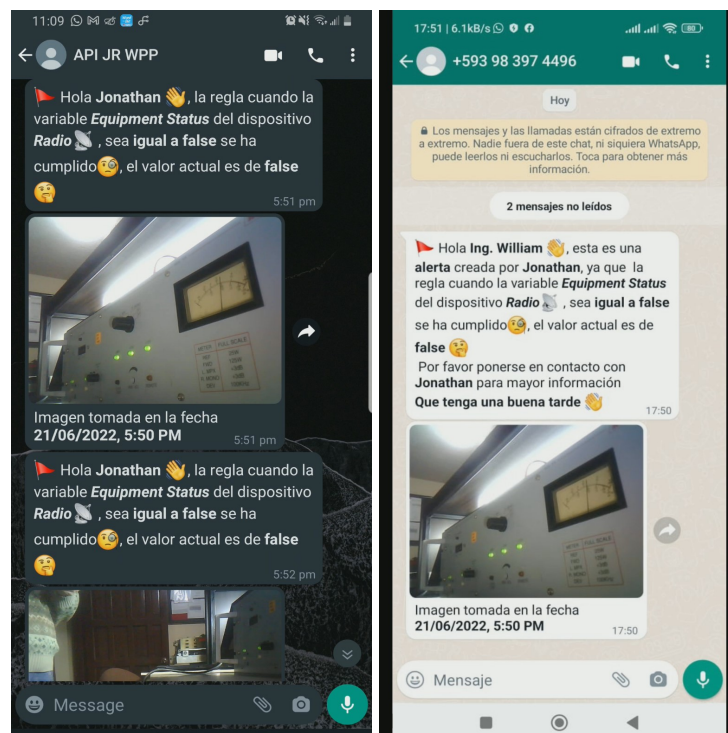 11:09
API JR WPP
🚩 Hola Jonathan 👋, la regla cuando la
variable Equipment Status del dispositivo
Radio 📡 , sea igual a false se ha
cumplido🧐, el valor actual es de false
🤔
5:51 pm
METER FULL SCALE
Imagen tomada en la fecha
21/06/2022, 5:50 PM
5:51 pm
🚩 Hola Jonathan 👋, la regla cuando la
variable Equipment Status del dispositivo
Radio 📡 , sea igual a false se ha
cumplido🧐, el valor actual es de false
🤔
5:52 pm
Message
17:51 | 6.1kB/s
+593 98 397 4496
Hoy
Los mensajes y las llamadas están cifrados de extremo
a extremo. Nadie fuera de este chat, ni siquiera WhatsApp,
puede leerlos ni escucharlos. Toca para obtener más
información.
2 mensajes no leídos
🚩 Hola Ing. William 👋, esta es una
alerta creada por Jonathan, ya que la
regla cuando la variable Equipment Status
del dispositivo Radio 📡 , sea igual a false
se ha cumplido🧐, el valor actual es de
false 🤔
Por favor ponerse en contacto con
Jonathan para mayor información
Que tenga una buena tarde 👋
17:50
METER FULL SCALE
Imagen tomada en la fecha
21/06/2022, 5:50 PM
17:50
Mensaje